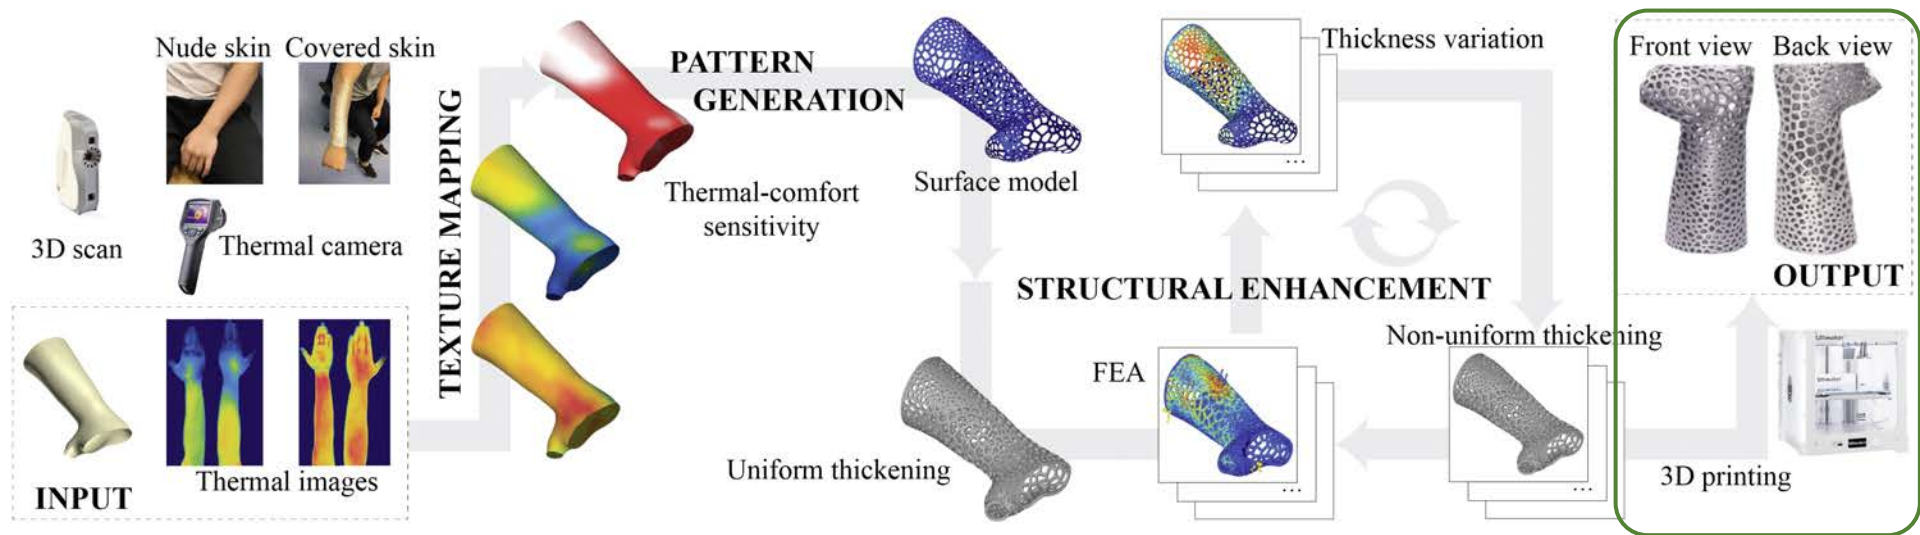 Nude skin
Covered skin
3D scan
Thermal camera
INPUT
Thermal images
TEXTURE MAPPING
PATTERN
GENERATION
Thermal-comfort
sensitivity
Surface model
Thickness variation
...
STRUCTURAL ENHANCEMENT
Uniform thickening
FEA
...
Non-uniform thickening
...
Front view
Back view
OUTPUT
3D printing
Ultimaker